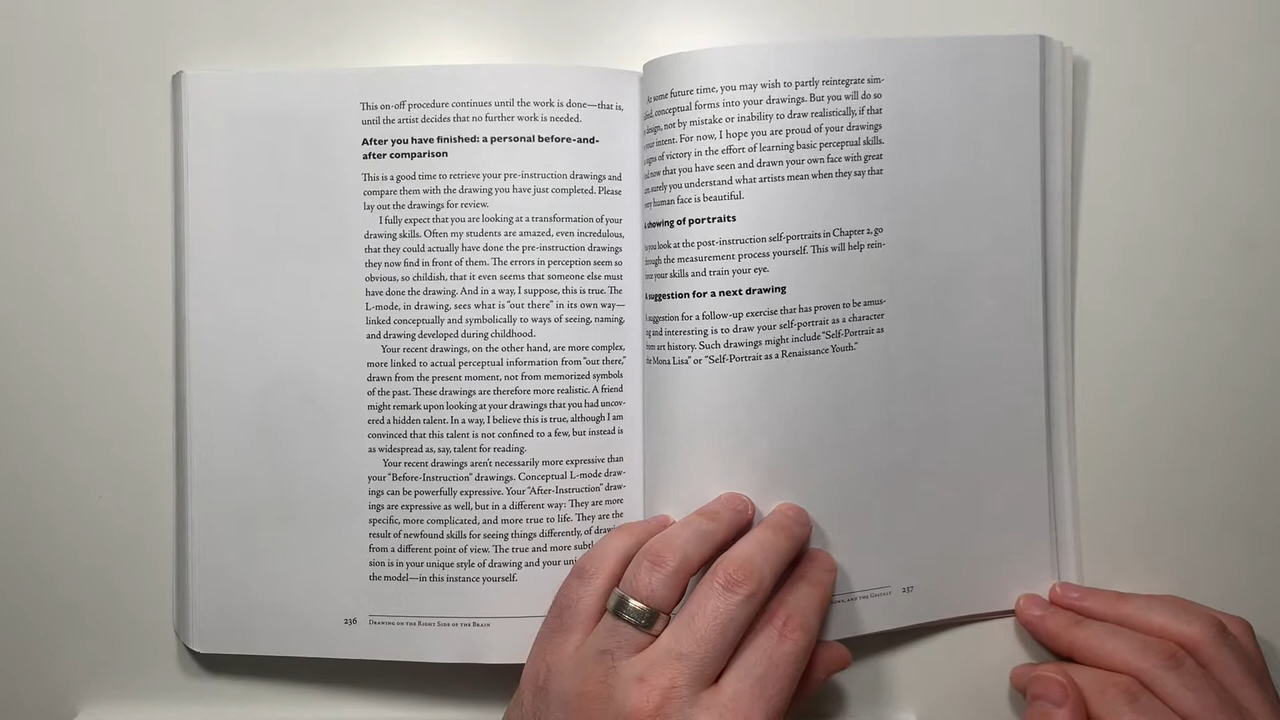 This on-off procedure continues until the work is done—that is,
until the artist decides that no further work is needed.
After you have finished: a personal before-and-
after comparison
This is a good time to retrieve your pre-instruction drawings and
compare them with the drawing you have just completed. Please
lay out the drawings for review.
I fully expect that you are looking at a transformation of your
drawing skills. Often my students are amazed, even incredulous,
that they could actually have done the pre-instruction drawings
they now find in front of them. The errors in perception seem so
obvious, so childish, that it even seems that someone else must
have done the drawing. And in a way, I suppose, this is true. The
L-mode, in drawing, sees what is "out there" in its own way—
linked conceptually and symbolically to ways of seeing, naming,
and drawing developed during childhood.
Your recent drawings, on the other hand, are more complex,
more linked to actual perceptual information from "out there,"
drawn from the present moment, not from memorized symbols
of the past. These drawings are therefore more realistic. A friend
might remark upon looking at your drawings that you had uncov-
ered a hidden talent. In a way, I believe this is true, although I am
convinced that this talent is not confined to a few, but instead is
as widespread as, say, talent for reading.
Your recent drawings aren't necessarily more expressive than
your "Before-Instruction" drawings. Conceptual L-mode draw-
ings can be powerfully expressive. Your "After-Instruction" draw-
ings are expressive as well, but in a different way: They are more
specific, more complicated, and more true to life. They are the
result of newfound skills for seeing things differently, of
from a different point of view. The true and more
sion is in your unique style of drawing and your
the model—in this instance yourself.
236 Drawing on the Right Side of the Brain
At some future time, you may wish to partly reintegrate sim-
conceptual forms into your drawings. But you will do so
design, not by mistake or inability to draw realistically, if that
your intent. For now, I hope you are proud of your drawings
signs of victory in the effort of learning basic perceptual skills.
now that you have seen and drawn your own face with great
surely you understand what artists mean when they say that
human face is beautiful.
A showing of portraits
you look at the post-instruction self-portraits in Chapter 2, go
through the measurement process yourself. This will help rein-
your skills and train your eye.
A suggestion for a next drawing
suggestion for a follow-up exercise that has proven to be amus-
and interesting is to draw your self-portrait as a character
from art history. Such drawings might include "Self-Portrait as
the Mona Lisa" or "Self-Portrait as a Renaissance Youth."
and the Gestalt 237